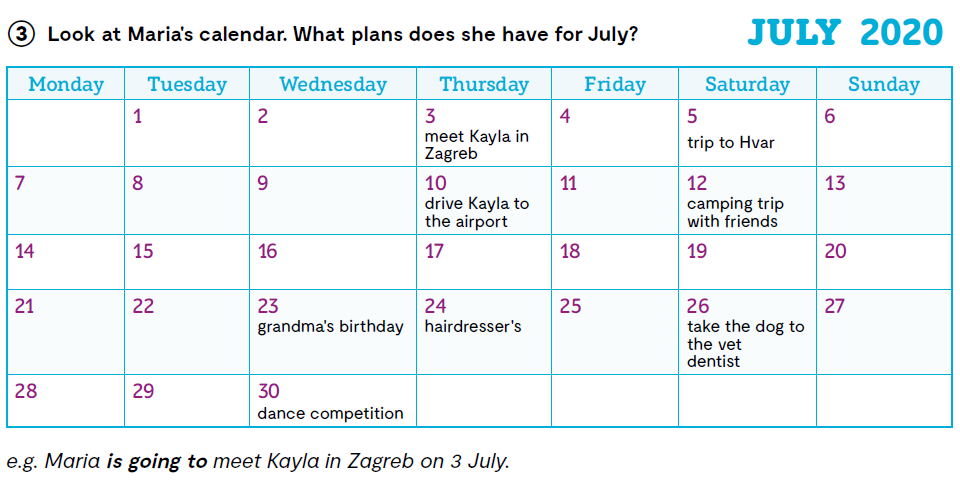 3 Look at Maria's calendar. What plans does she have for July?
JULY 2020
Monday Tuesday Wednesday Thursday Friday Saturday Sunday
1 2 3 4 5 6
meet Kayla in
Zagreb
trip to Hvar
7 8 9 10 11 12 13
drive Kayla to
the airport
camping trip
with friends
14 15 16 17 18 19 20
21 22 23 24 25 26 27
grandma's birthday
hairdresser's
take the dog to
the vet
dentist
28 29 30
dance competition
e.g. Maria is going to meet Kayla in Zagreb on 3 July.